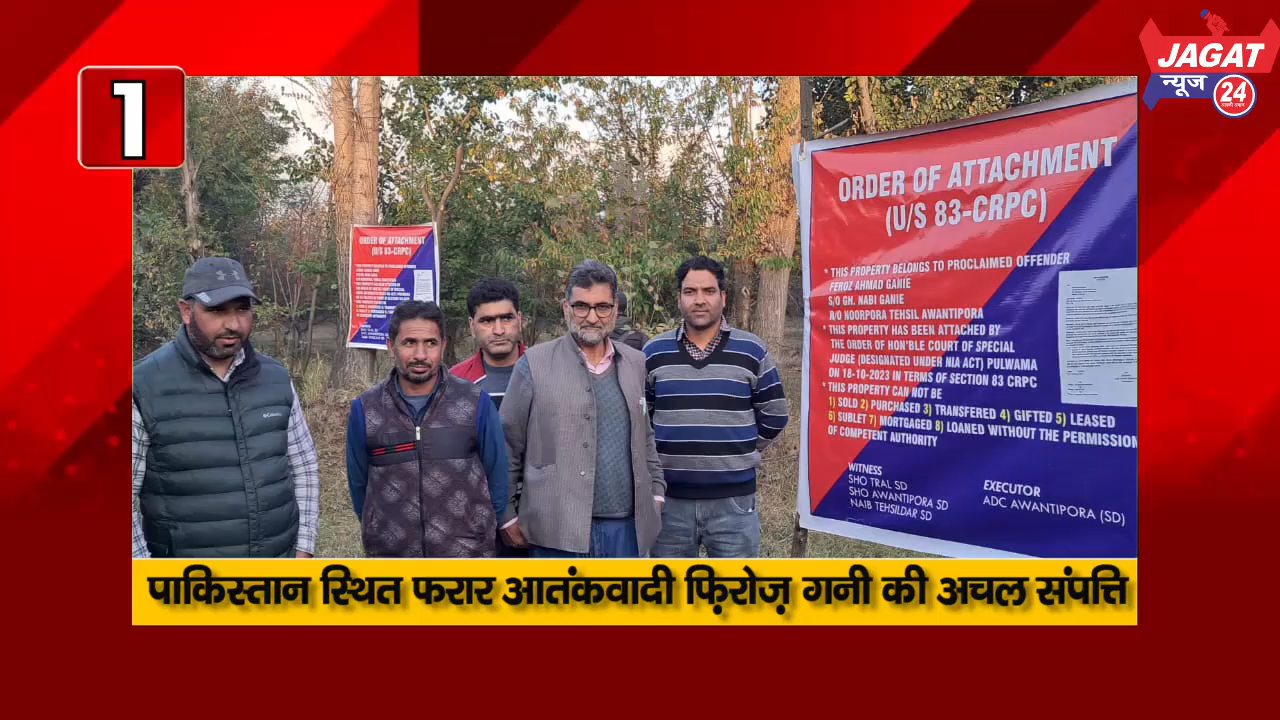 1
JAGAT
न्यूज
24
ORDER OF ATTACHMENT
(U/S 83-CRPC)
ORDER OF ATTACHMENT
(U/S 83-CRPC)
* THIS PROPERTY BELONGS TO PROCLAIMED OFFENDER
FEROZ AHMAD GANIE
S/O GH. NABI GANIE
R/O NOORPORA TEHSIL AWANTIPORA
* THIS PROPERTY HAS BEEN ATTACHED BY
THE ORDER OF HON'BLE COURT OF SPECIAL
JUDGE (DESIGNATED UNDER NIA ACT) PULWAMA
ON 18-10-2023 IN TERMS OF SECTION 83 CRPC
* THIS PROPERTY CAN NOT BE
1) SOLD 2) PURCHASED 3) TRANSFERED 4) GIFTED 5) LEASED
6) SUBLET 7) MORTGAGED 8) LOANED WITHOUT THE PERMISSION
OF COMPETENT AUTHORITY
WITNESS
SHO TRAL SD
SHO AWANTIPORA SD
NAIB TEHSILDAR SD
EXECUTOR
ADC AWANTIPORA (SD)
पाकिस्तान स्थित फरार आतंकवादी फ़िरोज़ गनी की अचल संपत्ति